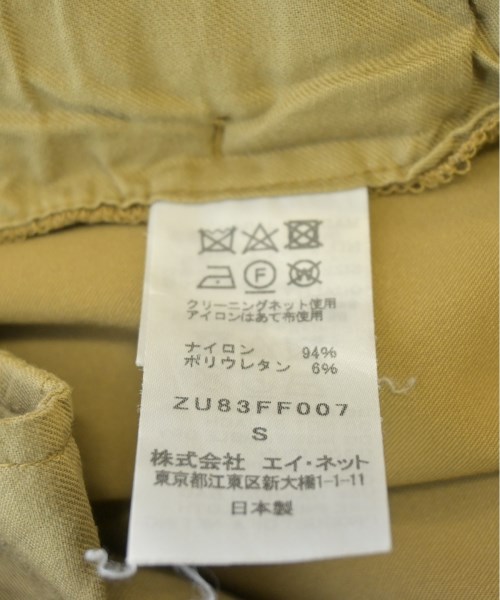 F W
クリーニングネット使用
アイロンはあて布使用
ナイロン 94%
ポリウレタン 6%
ZU83FF007
S
株式会社 エイ・ネット
東京都江東区新大橋1-1-11
日本製